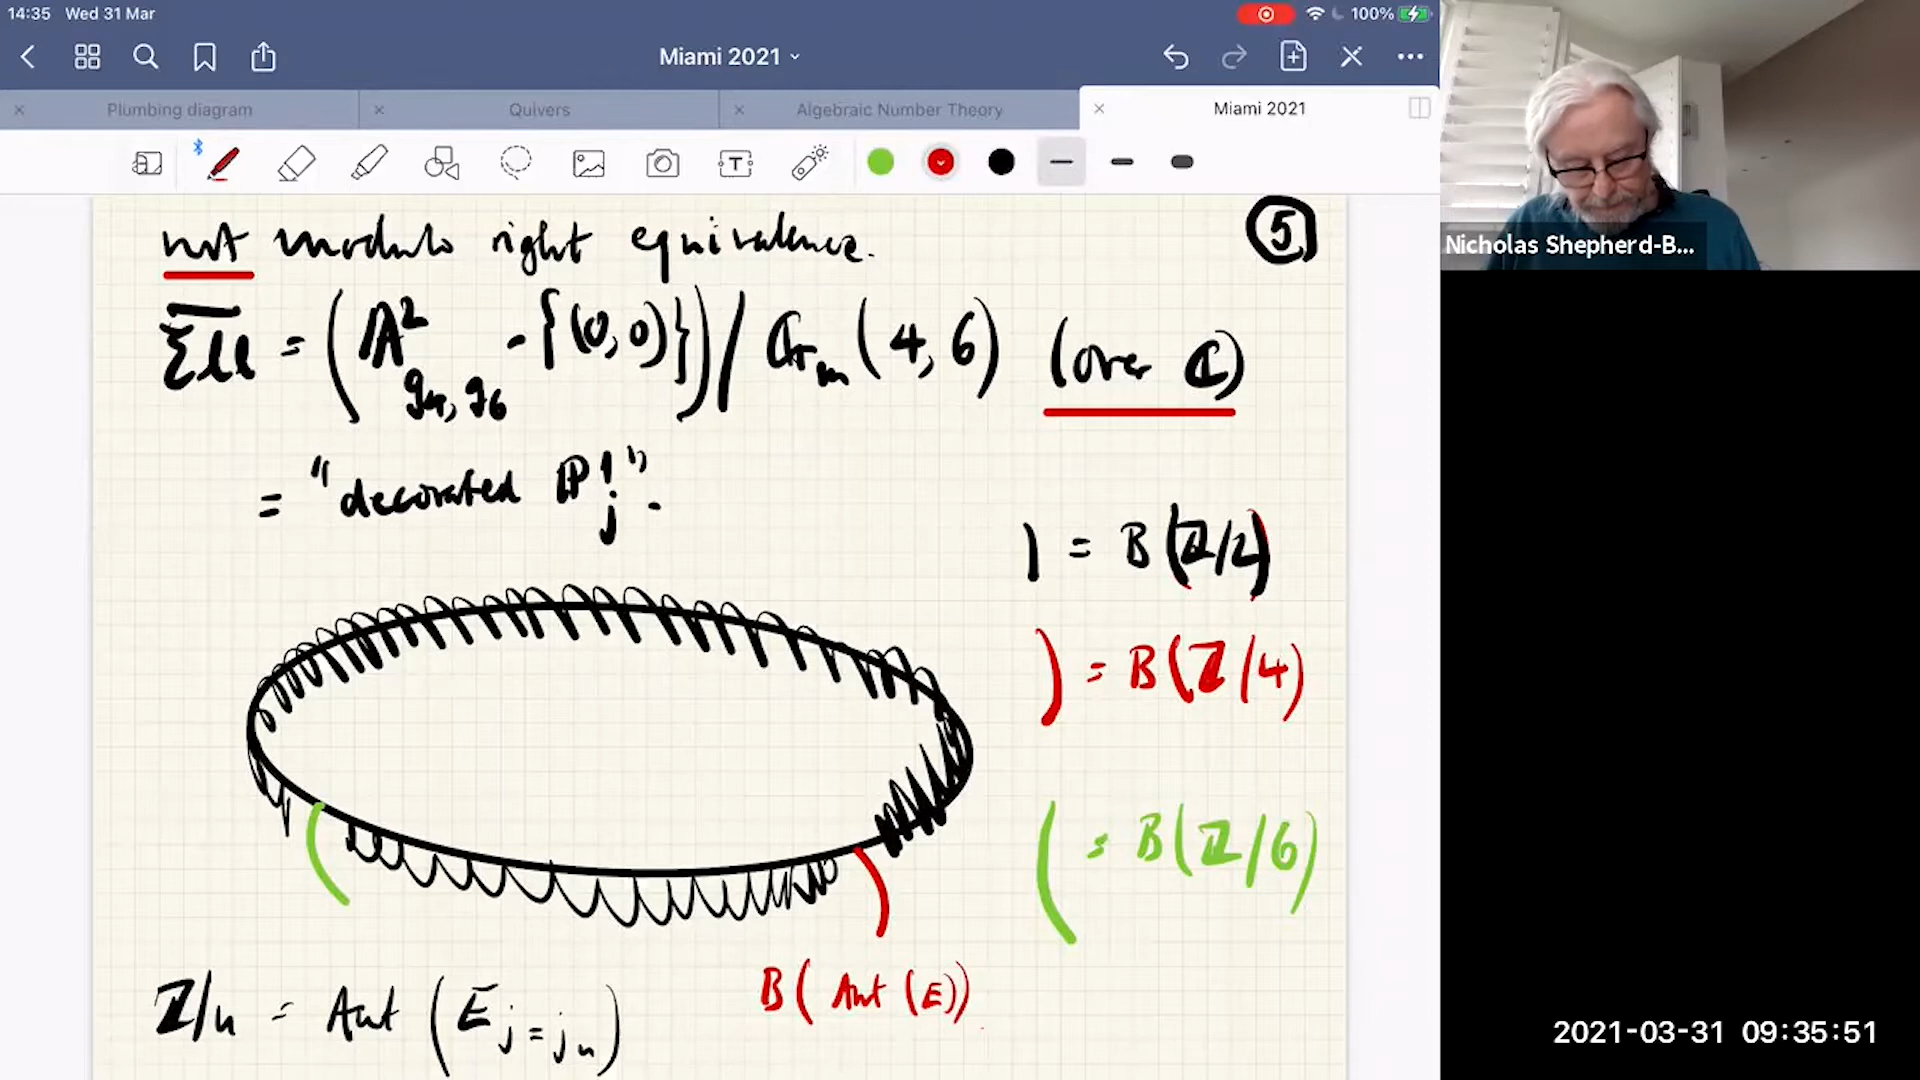 14:35 Wed 31 Mar
100%
Miami 2021
Plumbing diagram
Quivers
Algebraic Number Theory
Miami 2021
T
Nicholas Shepherd-B...
not modulo right equivalence.
⑤
Ell = (A² - {(0,0)}) / Gm (4,6) (over C)
g4, g6
= "decorated P¹j".
) = B(Z/2)
) = B(Z/4)
( = B(Z/6)
Z/n = Aut (E j = jn)
B(Aut(E))
2021-03-31 09:35:51